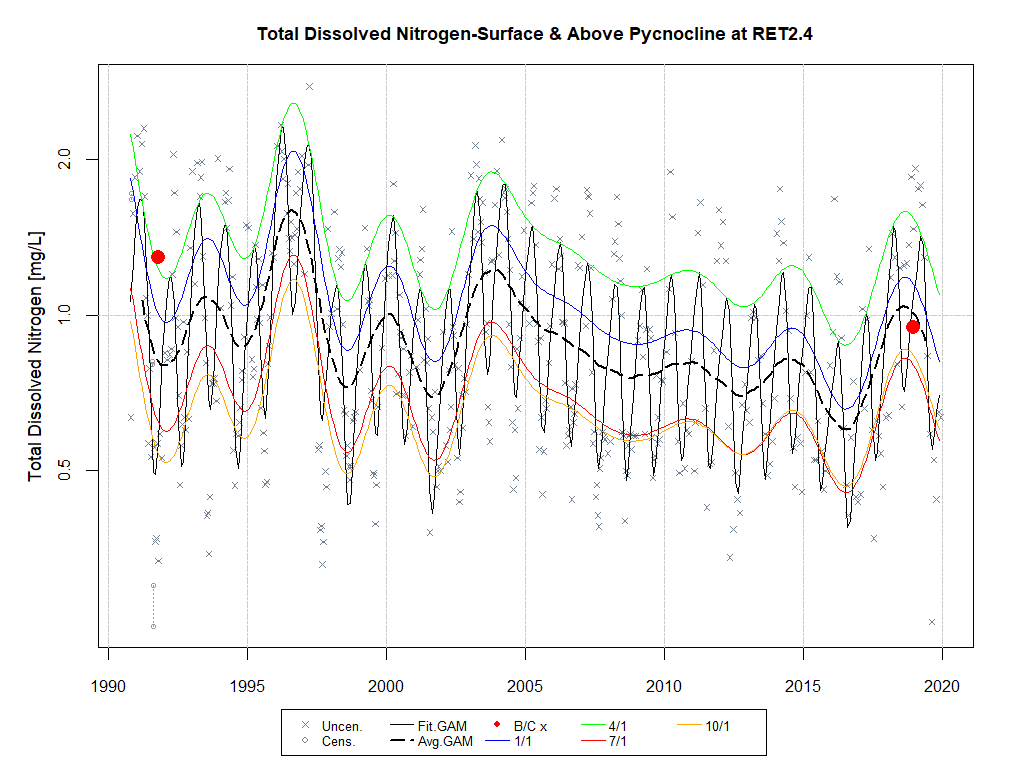 Total Dissolved Nitrogen-Surface & Above Pycnocline at RET2.4
Total Dissolved Nitrogen [mg/L]
2.0
1.0
0.5
1990 1995 2000 2005 2010 2015 2020
Uncen. Fit.GAM B/C x 4/1 10/1
Cens. Avg.GAM 1/1 7/1